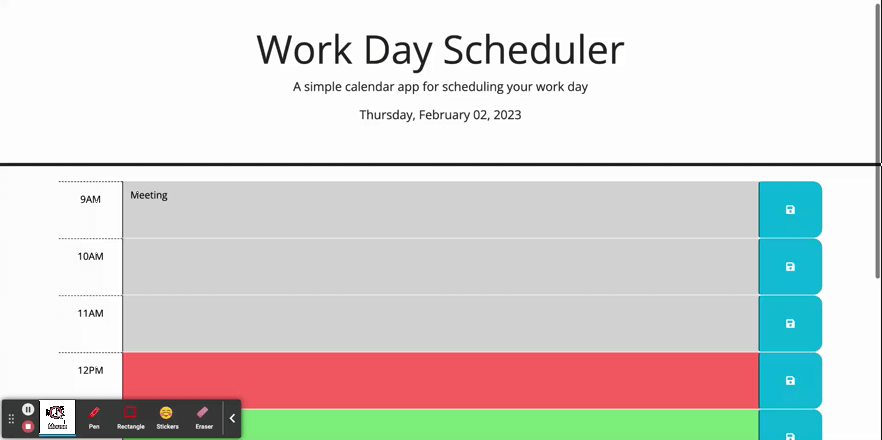 Work Day Scheduler
A simple calendar app for scheduling your work day
Thursday, February 02, 2023
9AM
Meeting
10AM
11AM
12PM
Pen
Rectangle
Stickers
Eraser